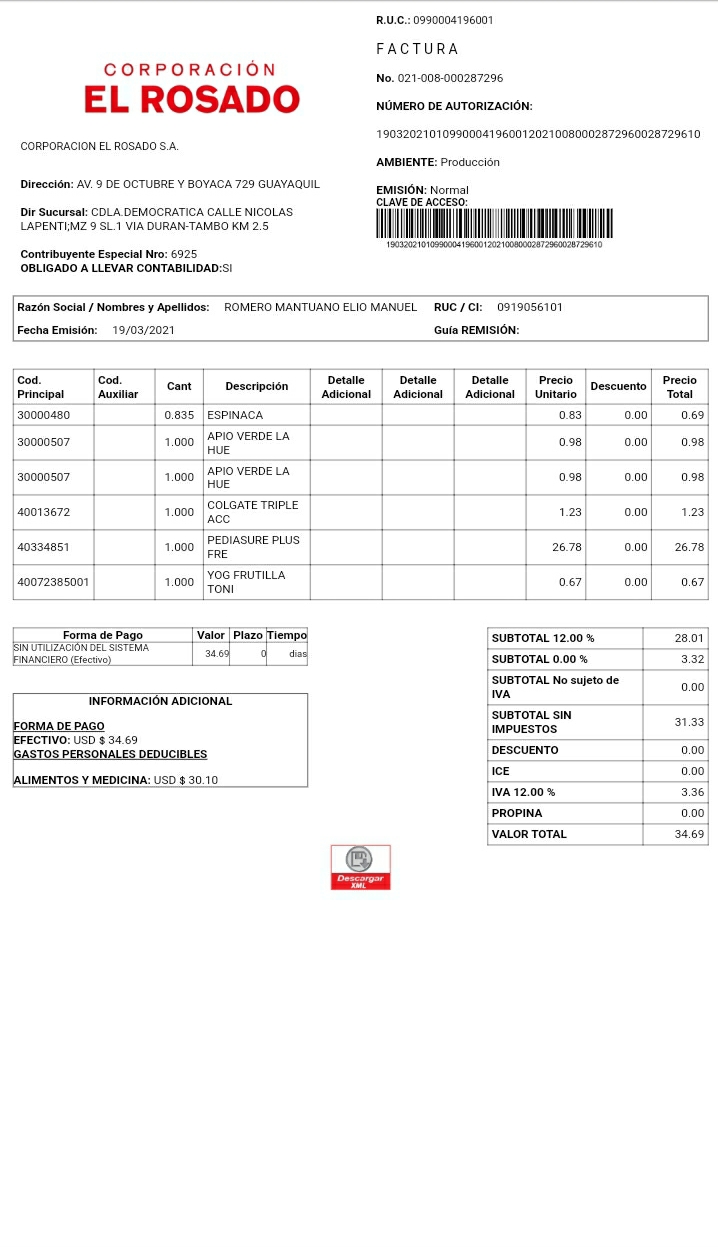 R.U.C.: 0990004196001
F A C T U R A
No. 021-008-000287296
NÚMERO DE AUTORIZACIÓN:
1903202101099000419600120210080002872960028729610
AMBIENTE: Producción
EMISIÓN: Normal
CLAVE DE ACCESO:
1903202101099000419600120210080002872960028729610
CORPORACIÓN
EL ROSADO
CORPORACION EL ROSADO S.A.
Dirección: AV. 9 DE OCTUBRE Y BOYACA 729 GUAYAQUIL
Dir Sucursal: CDLA.DEMOCRATICA CALLE NICOLAS
LAPENTI;MZ 9 SL.1 VIA DURAN-TAMBO KM 2.5
Contribuyente Especial Nro: 6925
OBLIGADO A LLEVAR CONTABILIDAD:SI
Razón Social / Nombres y Apellidos: ROMERO MANTUANO ELIO MANUEL RUC / CI: 0919056101
Fecha Emisión: 19/03/2021 Guía REMISIÓN:
Cod. Principal Cod. Auxiliar Cant Descripción Detalle Adicional Detalle Adicional Detalle Adicional Precio Unitario Descuento Precio Total
30000480 0.835 ESPINACA 0.83 0.00 0.69
30000507 1.000 APIO VERDE LA HUE 0.98 0.00 0.98
30000507 1.000 APIO VERDE LA HUE 0.98 0.00 0.98
40013672 1.000 COLGATE TRIPLE ACC 1.23 0.00 1.23
40334851 1.000 PEDIASURE PLUS FRE 26.78 0.00 26.78
40072385001 1.000 YOG FRUTILLA TONI 0.67 0.00 0.67
Forma de Pago Valor Plazo Tiempo
SIN UTILIZACIÓN DEL SISTEMA FINANCIERO (Efectivo) 34.69 0 dias
INFORMACIÓN ADICIONAL
FORMA DE PAGO
EFECTIVO: USD $ 34.69
GASTOS PERSONALES DEDUCIBLES
ALIMENTOS Y MEDICINA: USD $ 30.10
SUBTOTAL 12.00 % 28.01
SUBTOTAL 0.00 % 3.32
SUBTOTAL No sujeto de IVA 0.00
SUBTOTAL SIN IMPUESTOS 31.33
DESCUENTO 0.00
ICE 0.00
IVA 12.00 % 3.36
PROPINA 0.00
VALOR TOTAL 34.69
Descargar
XML